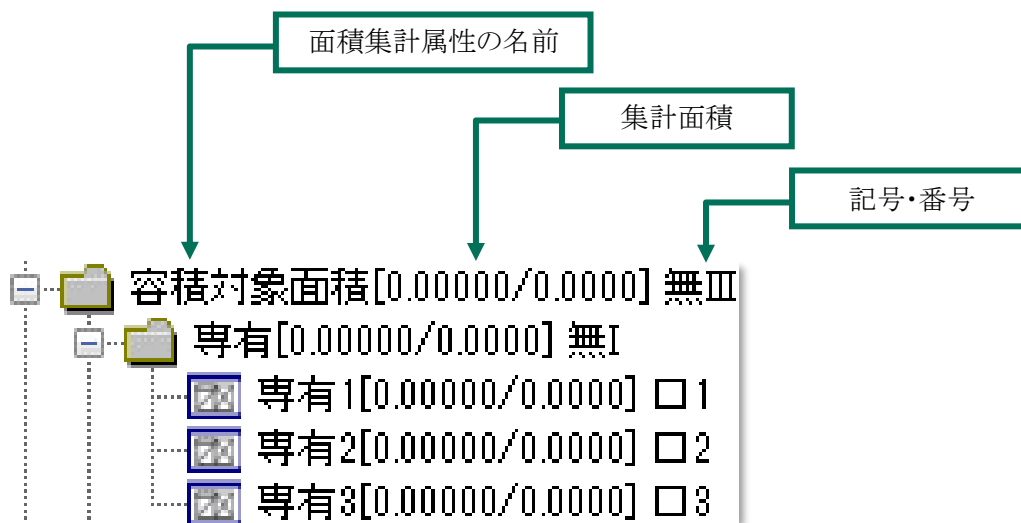 面積集計属性の名前
集計面積
記号・番号
容積対象面積[0.00000/0.0000] 無Ⅲ
専有[0.00000/0.0000] 無I
専有1[0.00000/0.0000] 口1
専有2[0.00000/0.0000] 口2
専有3[0.00000/0.0000] 口3